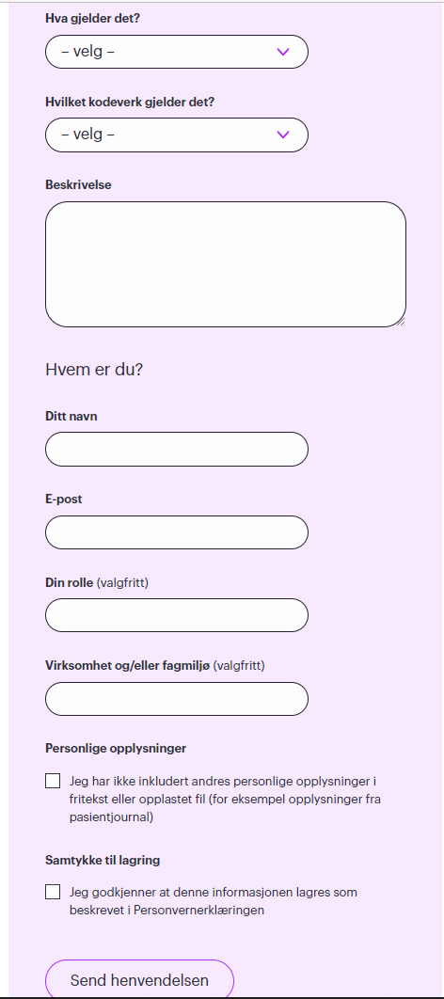 Hva gjelder det?
– velg –
Hvilket kodeverk gjelder det?
– velg –
Beskrivelse
Hvem er du?
Ditt navn
E-post
Din rolle (valgfritt)
Virksomhet og/eller fagmiljø (valgfritt)
Personlige opplysninger
Jeg har ikke inkludert andres personlige opplysninger i
fritekst eller opplastet fil (for eksempel opplysninger fra
pasientjournal)
Samtykke til lagring
Jeg godkjenner at denne informasjonen lagres som
beskrevet i Personvernerklæringen
Send henvendelsen